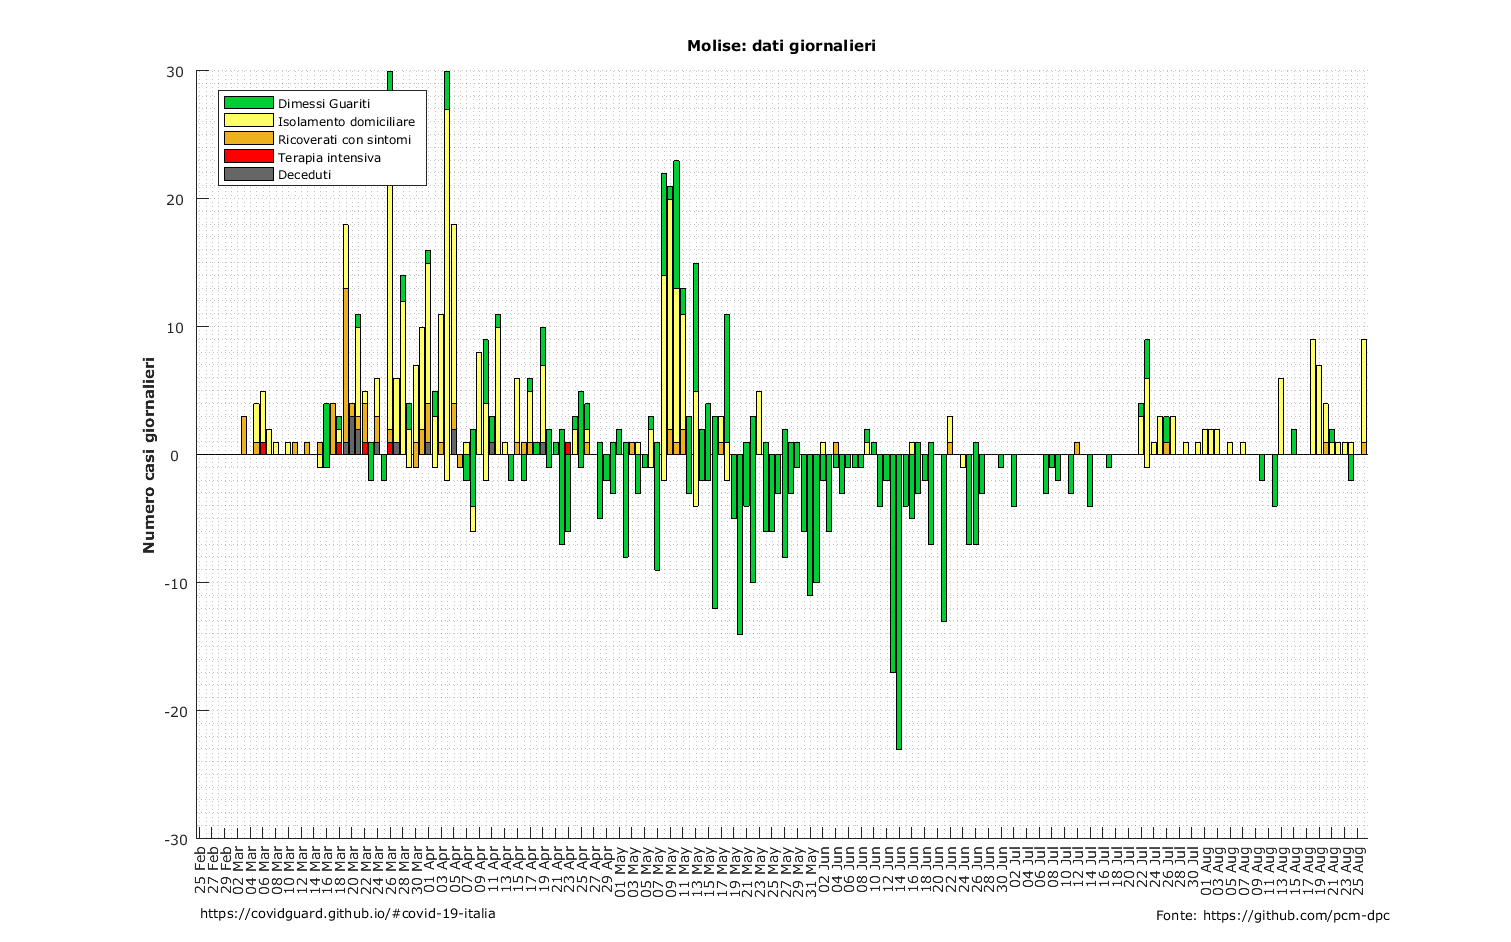 Molise: dati giornalieri
30
20
10
0
-10
-20
-30
Numero casi giornalieri
Dimessi Guariti
Isolamento domiciliare
Ricoverati con sintomi
Terapia intensiva
Deceduti
25 Feb
27 Feb
29 Feb
02 Mar
04 Mar
06 Mar
08 Mar
10 Mar
12 Mar
14 Mar
16 Mar
18 Mar
20 Mar
22 Mar
24 Mar
26 Mar
28 Mar
30 Mar
01 Apr
03 Apr
05 Apr
07 Apr
09 Apr
11 Apr
13 Apr
15 Apr
17 Apr
19 Apr
21 Apr
23 Apr
25 Apr
27 Apr
29 Apr
01 May
03 May
05 May
07 May
09 May
11 May
13 May
15 May
17 May
19 May
21 May
23 May
25 May
27 May
29 May
31 May
02 Jun
04 Jun
06 Jun
08 Jun
10 Jun
12 Jun
14 Jun
16 Jun
18 Jun
20 Jun
22 Jun
24 Jun
26 Jun
28 Jun
30 Jun
02 Jul
04 Jul
06 Jul
08 Jul
10 Jul
12 Jul
14 Jul
16 Jul
18 Jul
20 Jul
22 Jul
24 Jul
26 Jul
28 Jul
30 Jul
01 Aug
03 Aug
05 Aug
07 Aug
09 Aug
11 Aug
13 Aug
15 Aug
17 Aug
19 Aug
21 Aug
23 Aug
25 Aug
https://covidguard.github.io/#covid-19-italia
Fonte: https://github.com/pcm-dpc